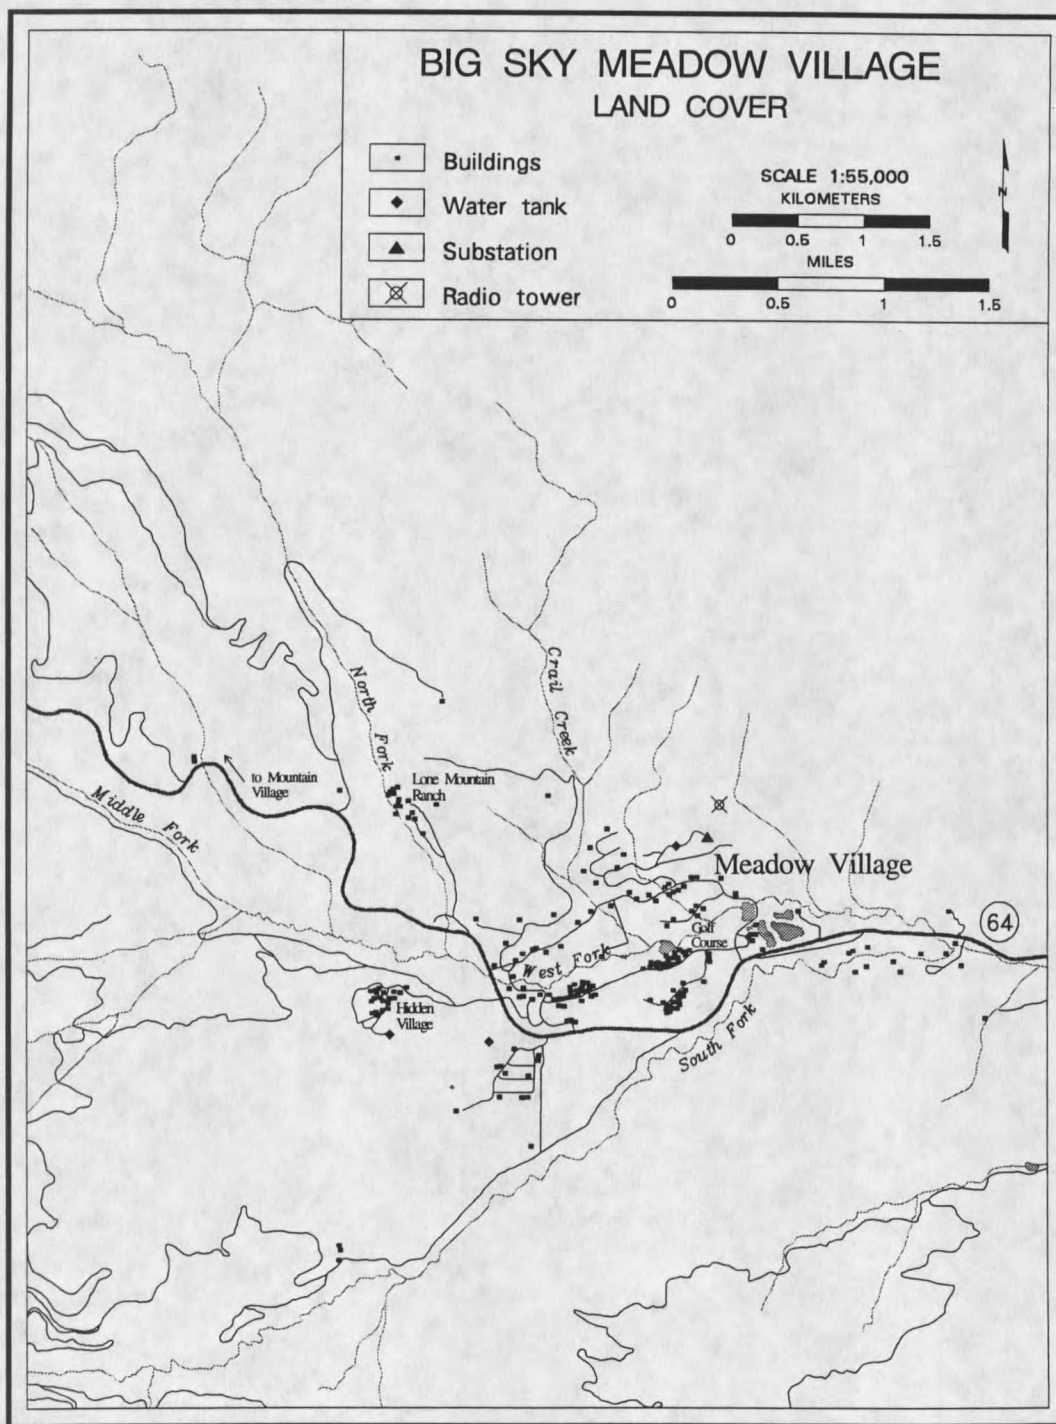 BIG SKY MEADOW VILLAGE
LAND COVER
Buildings
Water tank
Substation
Radio tower
SCALE 1:55,000
KILOMETERS
0 0.5 1 1.5
MILES
0 0.5 1 1.5
N
North Fork
Crail Creek
to Mountain
Village
Lone Mountain
Ranch
Middle Fork
Meadow Village
64
Golf
Course
West Fork
Hidden
Village
South Fork